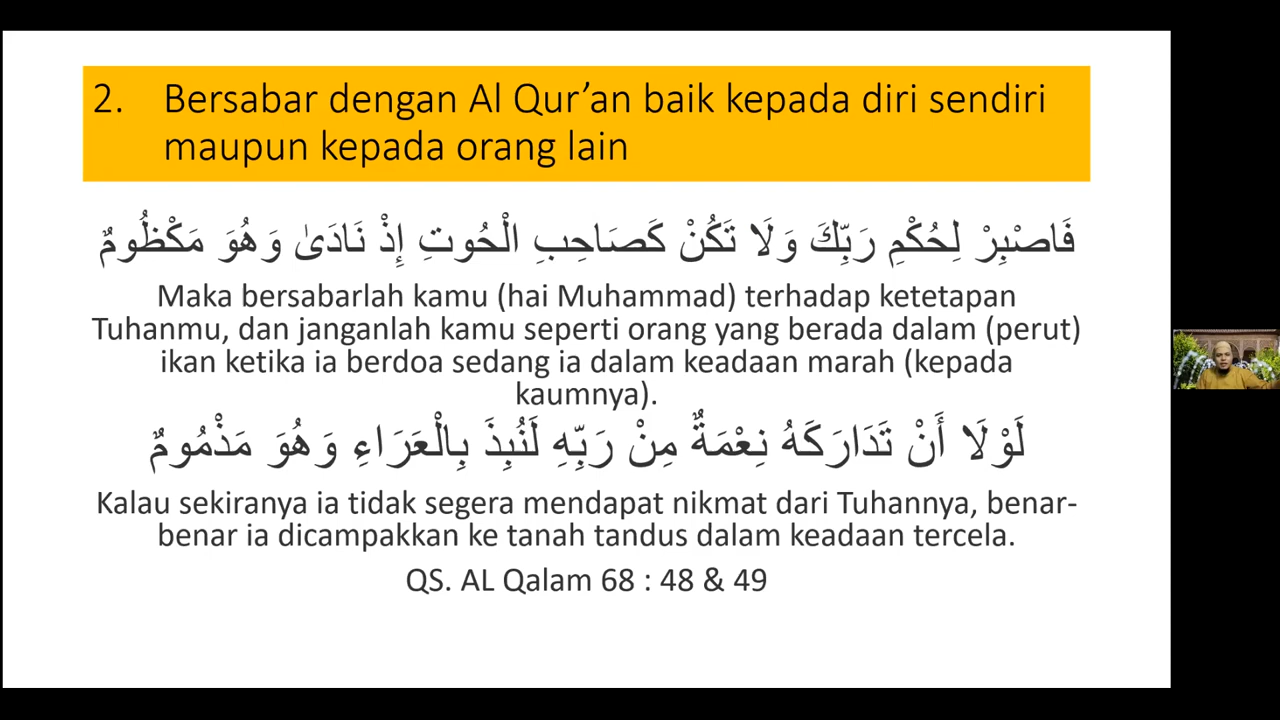 2. Bersabar dengan Al Qur’an baik kepada diri sendiri
maupun kepada orang lain
فَاصْبِرْ لِحُكْمِ رَبِّكَ وَلَا تَكُنْ كَصَاحِبِ الْحُوتِ إِذْ نَادَىٰ وَهُوَ مَكْظُومٌ
Maka bersabarlah kamu (hai Muhammad) terhadap ketetapan
Tuhanmu, dan janganlah kamu seperti orang yang berada dalam (perut)
ikan ketika ia berdoa sedang ia dalam keadaan marah (kepada
kaumnya).
لَوْلَا أَنْ تَدَارَكَهُ نِعْمَةٌ مِنْ رَبِّهِ لَنُبِذَ بِالْعَرَاءِ وَهُوَ مَذْمُومٌ
Kalau sekiranya ia tidak segera mendapat nikmat dari Tuhannya, benar-
benar ia dicampakkan ke tanah tandus dalam keadaan tercela.
QS. AL Qalam 68 : 48 & 49